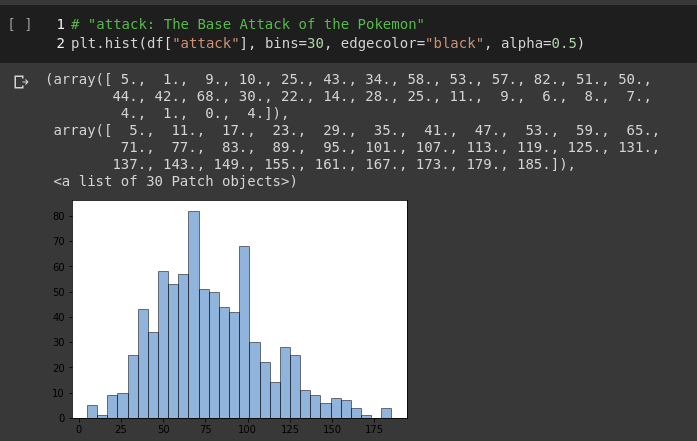 [ ] 1 # "attack: The Base Attack of the Pokemon"
2 plt.hist(df["attack"], bins=30, edgecolor="black", alpha=0.5)
(array([ 5., 1., 9., 10., 25., 43., 34., 58., 53., 57., 82., 51., 50.,
44., 42., 68., 30., 22., 14., 28., 25., 11., 9., 6., 8., 7.,
4., 1., 0., 4.]),
array([ 5., 11., 17., 23., 29., 35., 41., 47., 53., 59., 65.,
71., 77., 83., 89., 95., 101., 107., 113., 119., 125., 131.,
137., 143., 149., 155., 161., 167., 173., 179., 185.]),
<a list of 30 Patch objects>)
80
70
60
50
40
30
20
10
0
0 25 50 75 100 125 150 175